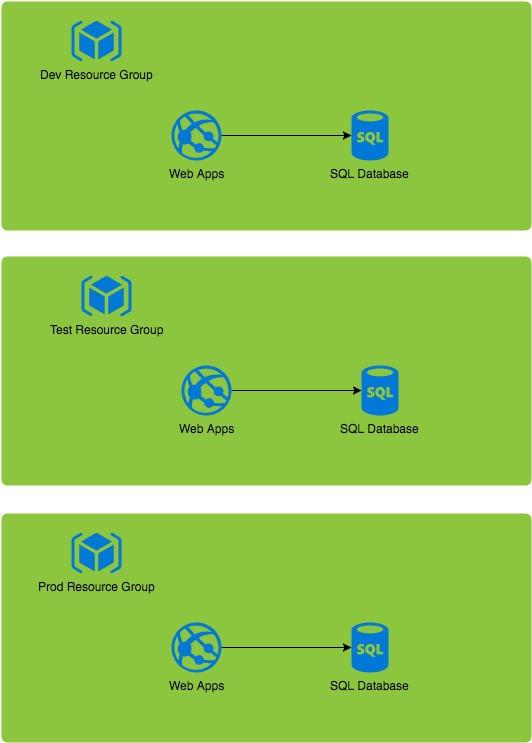 Dev Resource Group
SQL
Web Apps
SQL Database
Test Resource Group
SQL
Web Apps
SQL Database
Prod Resource Group
SQL
Web Apps
SQL Database